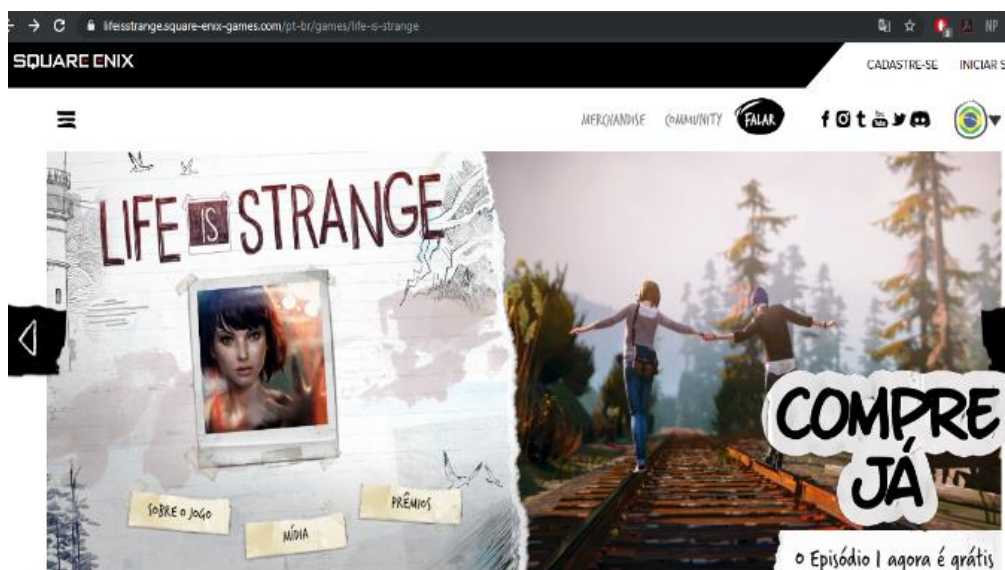 lifeisstrange.square-enix-games.com/pt-br/games/life-is-strange
NP
SQUARE ENIX
CADASTRE-SE INICIAR S
MERCHANDISE COMMUNITY FALAR
LIFE IS STRANGE
COMPRE
JÁ
SOBRE O JOGO
MÍDIA
PRÊMIOS
O Episódio 1 agora é grátis